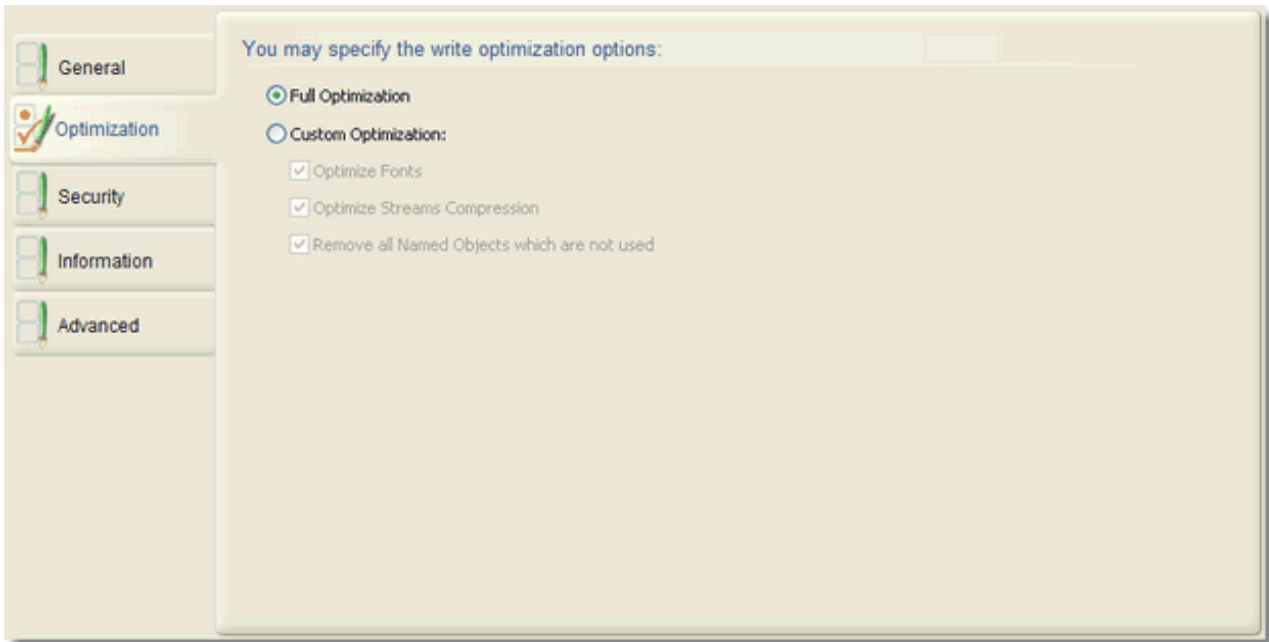 General
Optimization
Security
Information
Advanced
You may specify the write optimization options:
Full Optimization
Custom Optimization:
Optimize Fonts
Optimize Streams Compression
Remove all Named Objects which are not used